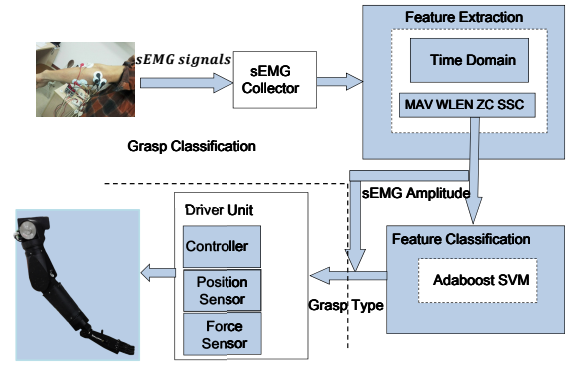 Feature Extraction
sEMG signals
sEMG
Collector
Time Domain
MAV WLEN ZC SSC
Grasp Classification
sEMG Amplitude
Driver Unit
Controller
Position
Sensor
Force
Sensor
Feature Classification
Adaboost SVM
Grasp Type